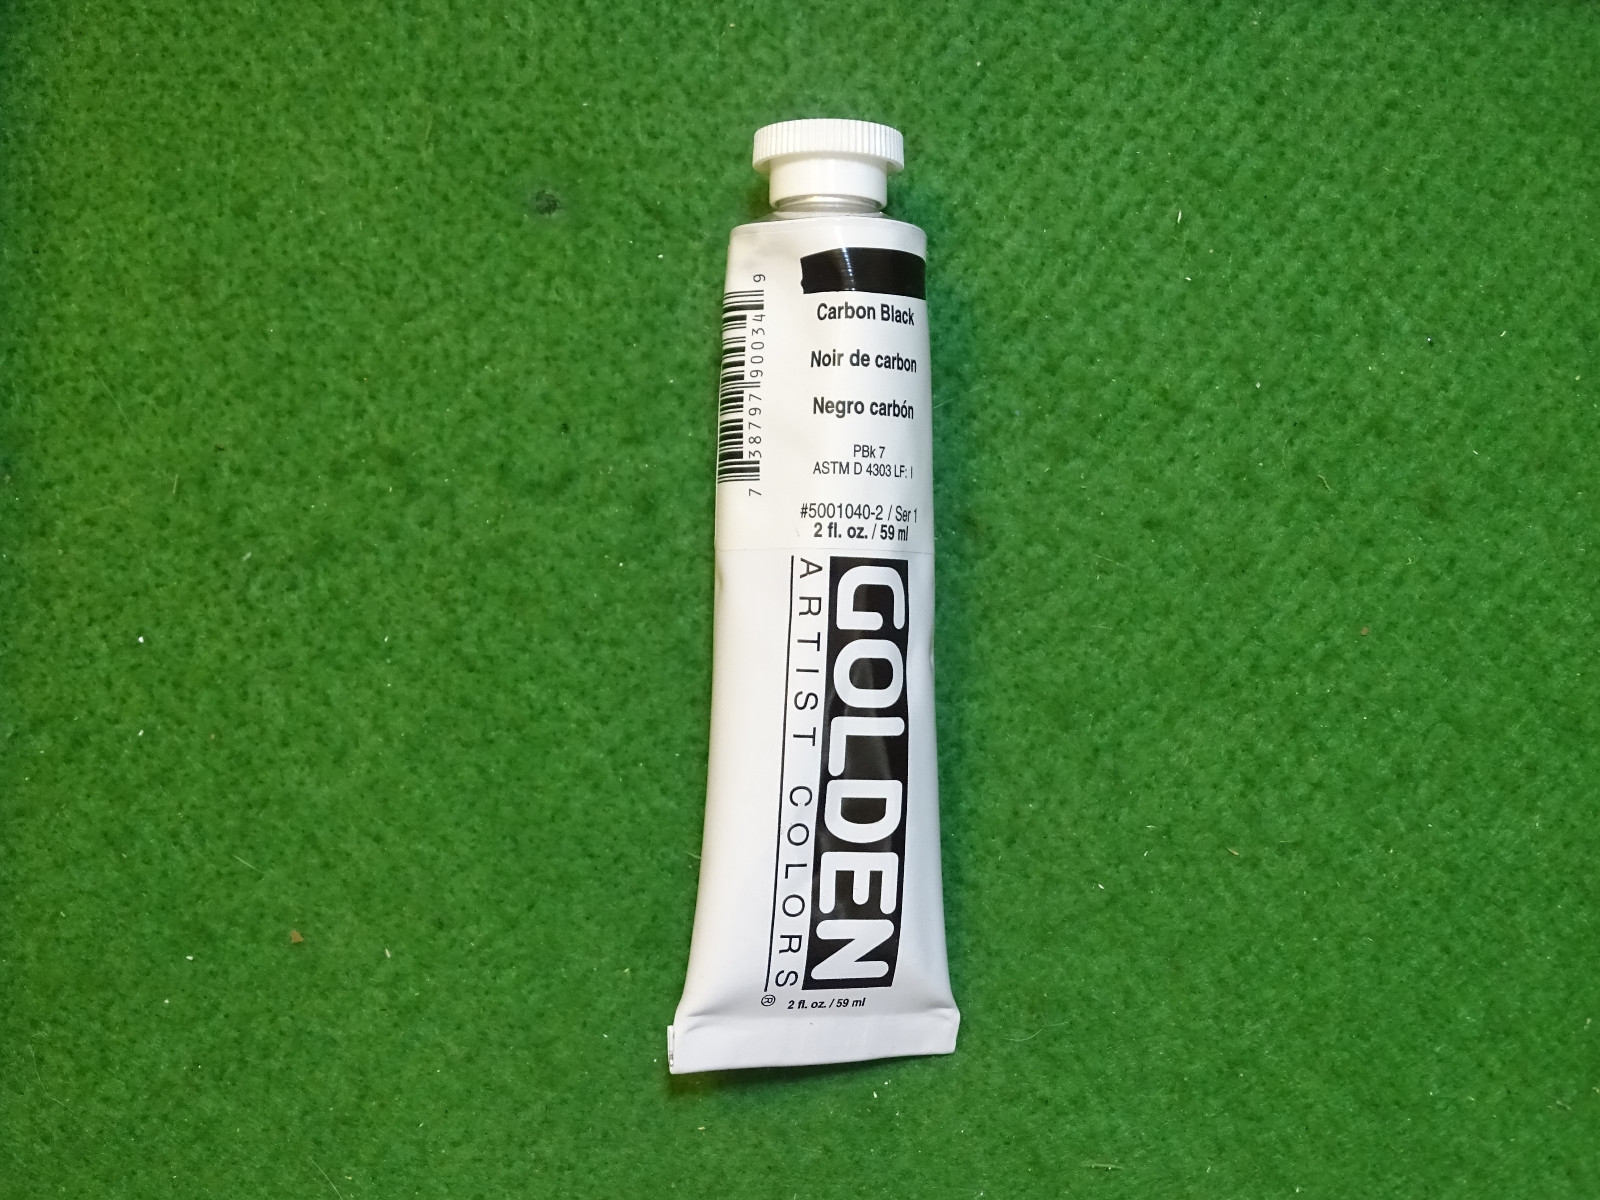 Carbon Black
Noir de carbon
Negro carbón
PBk 7
ASTM D 4303 LF: I
#5001040-2 / Ser 1
2 fl. oz. / 59 ml
7 38797 90034 9
GOLDEN
ARTIST COLORS
®
2 fl. oz. / 59 ml